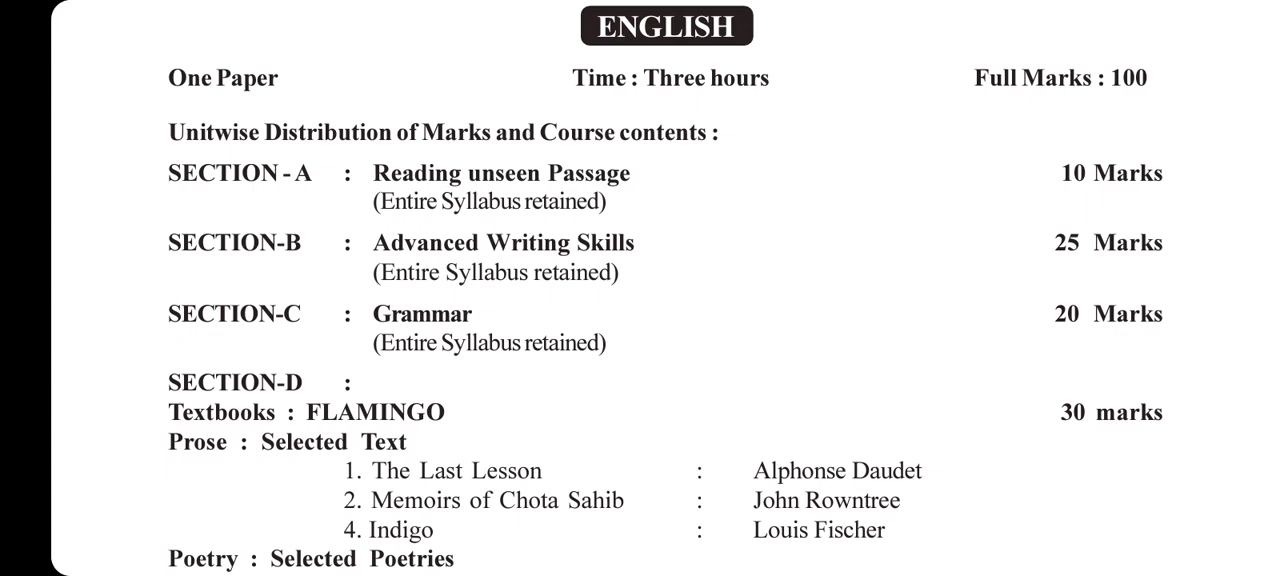 ENGLISH
One Paper Time : Three hours Full Marks : 100
Unitwise Distribution of Marks and Course contents :
SECTION - A : Reading unseen Passage 10 Marks
(Entire Syllabus retained)
SECTION-B : Advanced Writing Skills 25 Marks
(Entire Syllabus retained)
SECTION-C : Grammar 20 Marks
(Entire Syllabus retained)
SECTION-D :
Textbooks : FLAMINGO 30 marks
Prose : Selected Text
1. The Last Lesson : Alphonse Daudet
2. Memoirs of Chota Sahib : John Rowntree
4. Indigo : Louis Fischer
Poetry : Selected Poetries